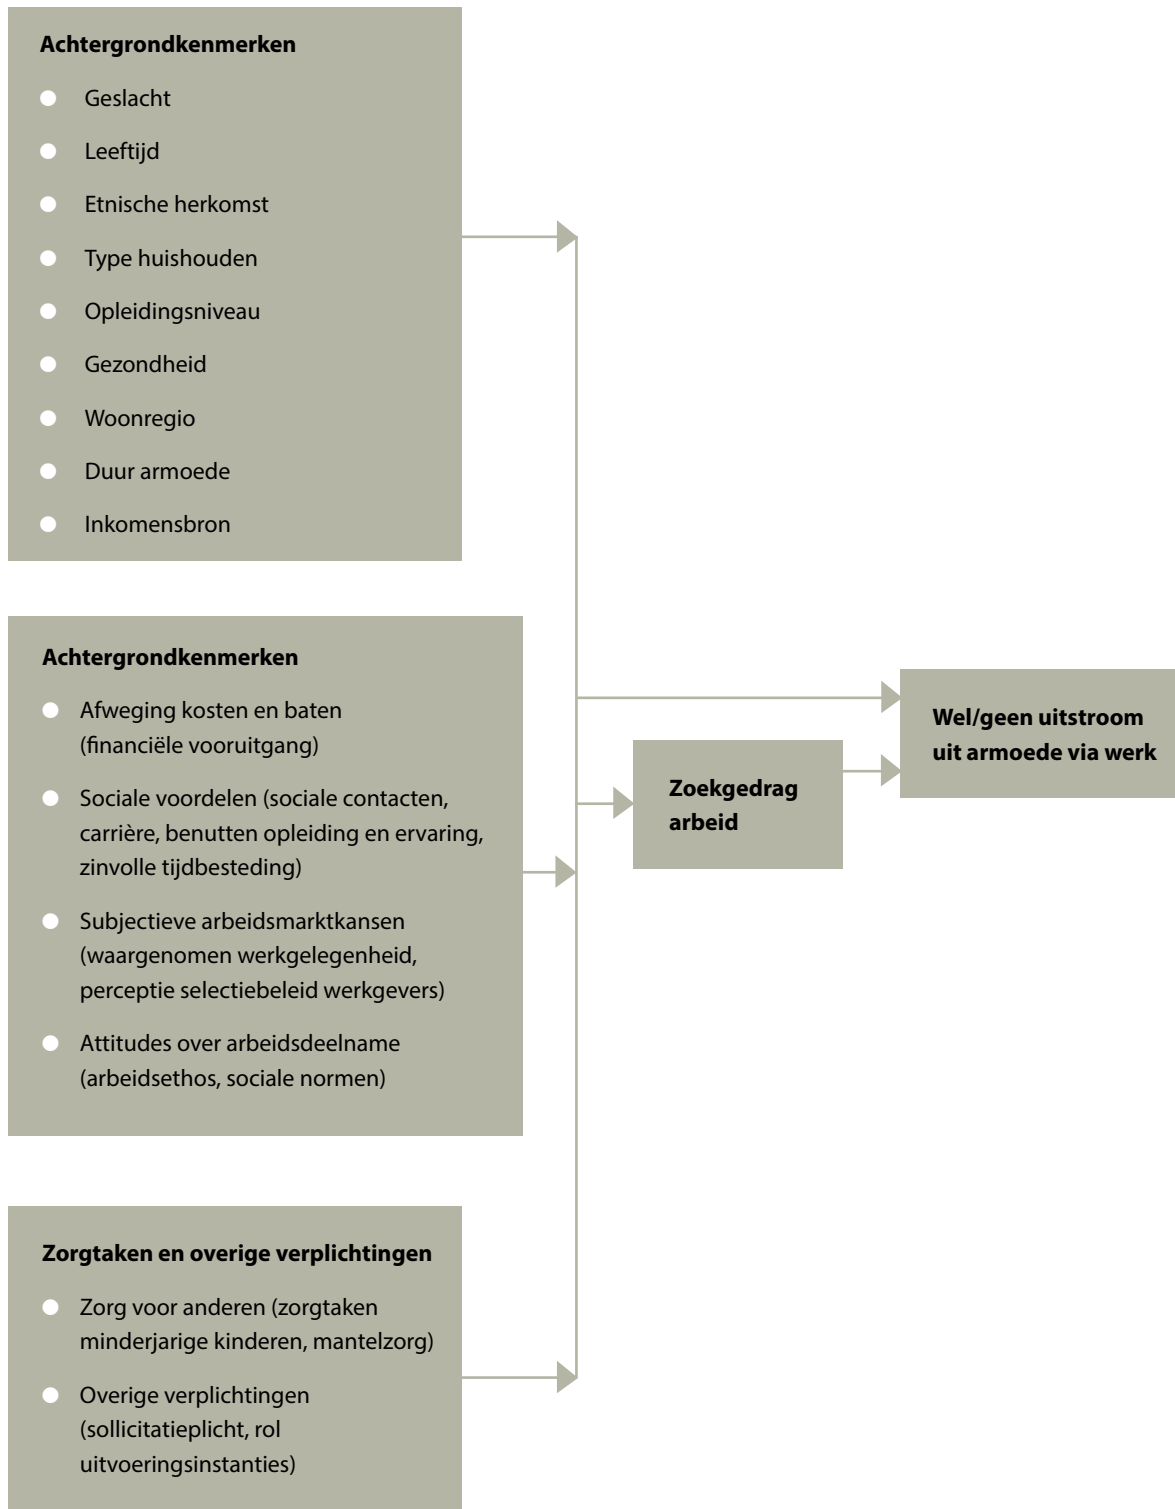 Achtergrondkenmerken
Geslacht
Leeftijd
Etnische herkomst
Type huishouden
Opleidingsniveau
Gezondheid
Woonregio
Duur armoede
Inkomensbron
Achtergrondkenmerken
Afweging kosten en baten
(financiële vooruitgang)
Sociale voordelen (sociale contacten,
carrière, benutten opleiding en ervaring,
zinvolle tijdbesteding)
Subjectieve arbeidsmarktkansen
(waargenomen werkgelegenheid,
perceptie selectiebeleid werkgevers)
Attitudes over arbeidsdeelname
(arbeidsethos, sociale normen)
Zorgtaken en overige verplichtingen
Zorg voor anderen (zorgtaken
minderjarige kinderen, mantelzorg)
Overige verplichtingen
(sollicitatieplicht, rol
uitvoeringsinstanties)
Zoekgedrag
arbeid
Wel/geen uitstroom
uit armoede via werk